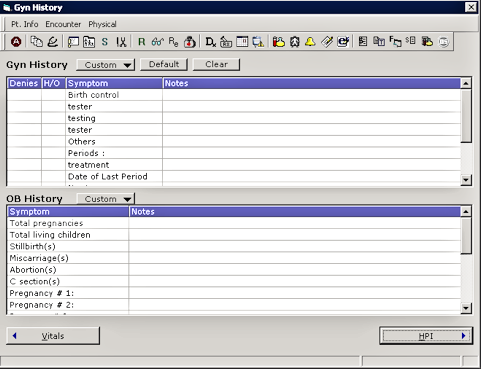 Gyn History
Pt. Info Encounter Physical
Gyn History Custom Default Clear
Denies H/O Symptom Notes
Birth control
tester
testing
tester
Others
Periods :
treatment
Date of Last Period
OB History Custom
Symptom Notes
Total pregnancies
Total living children
Stillbirth(s)
Miscarriage(s)
Abortion(s)
C section(s)
Pregnancy # 1:
Pregnancy # 2:
Vitals HPI